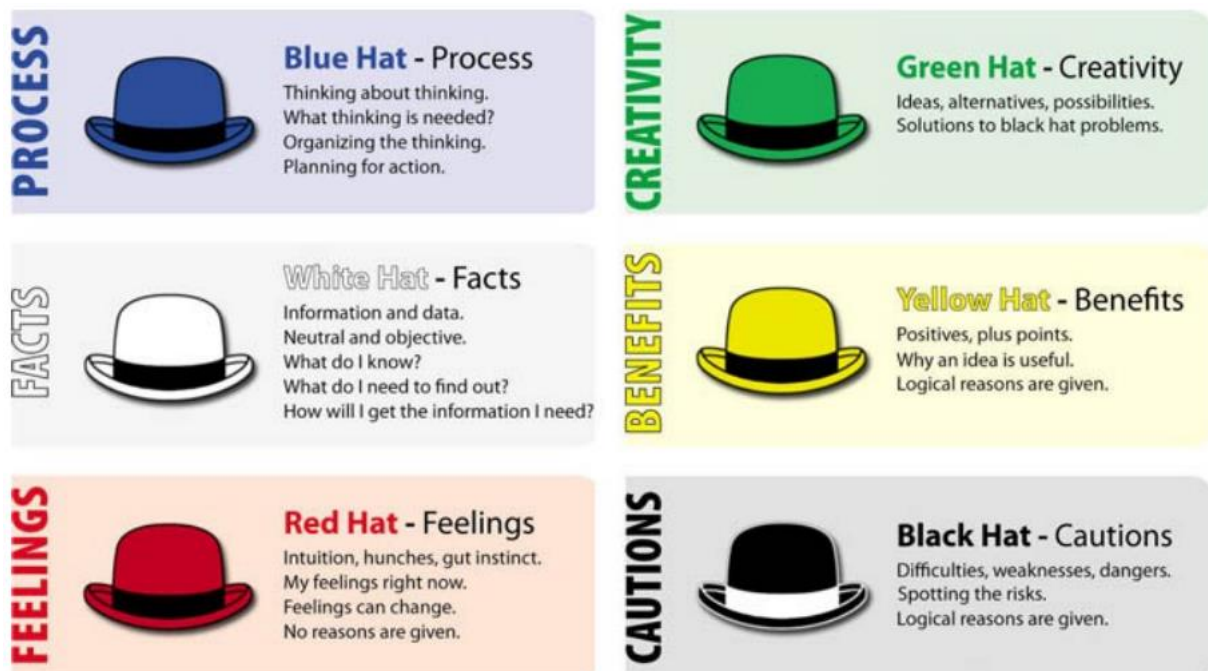 PROCESS
Blue Hat - Process
Thinking about thinking.
What thinking is needed?
Organizing the thinking.
Planning for action.
CREATIVITY
Green Hat - Creativity
Ideas, alternatives, possibilities.
Solutions to black hat problems.
FACTS
White Hat - Facts
Information and data.
Neutral and objective.
What do I know?
What do I need to find out?
How will I get the information I need?
BENEFITS
Yellow Hat - Benefits
Positives, plus points.
Why an idea is useful.
Logical reasons are given.
FEELINGS
Red Hat - Feelings
Intuition, hunches, gut instinct.
My feelings right now.
Feelings can change.
No reasons are given.
CAUTIONS
Black Hat - Cautions
Difficulties, weaknesses, dangers.
Spotting the risks.
Logical reasons are given.